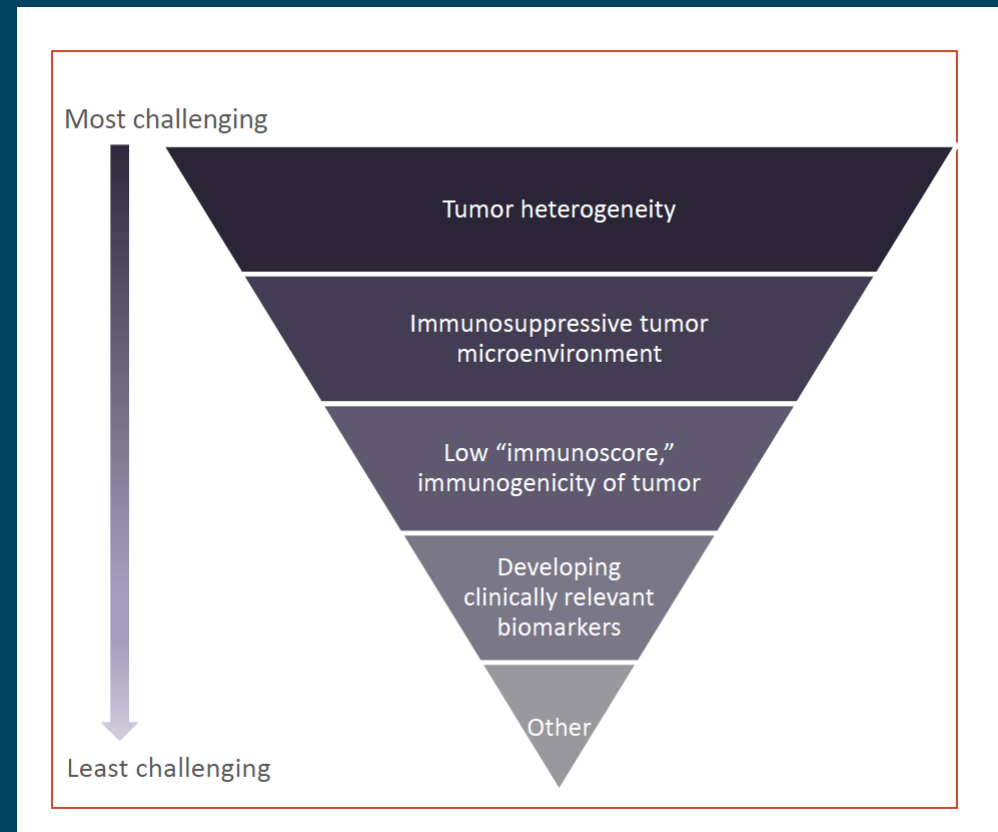 Most challenging
Tumor heterogeneity
Immunosuppressive tumor
microenvironment
Low “immunoscore,”
immunogenicity of tumor
Developing
clinically relevant
biomarkers
Other
Least challenging